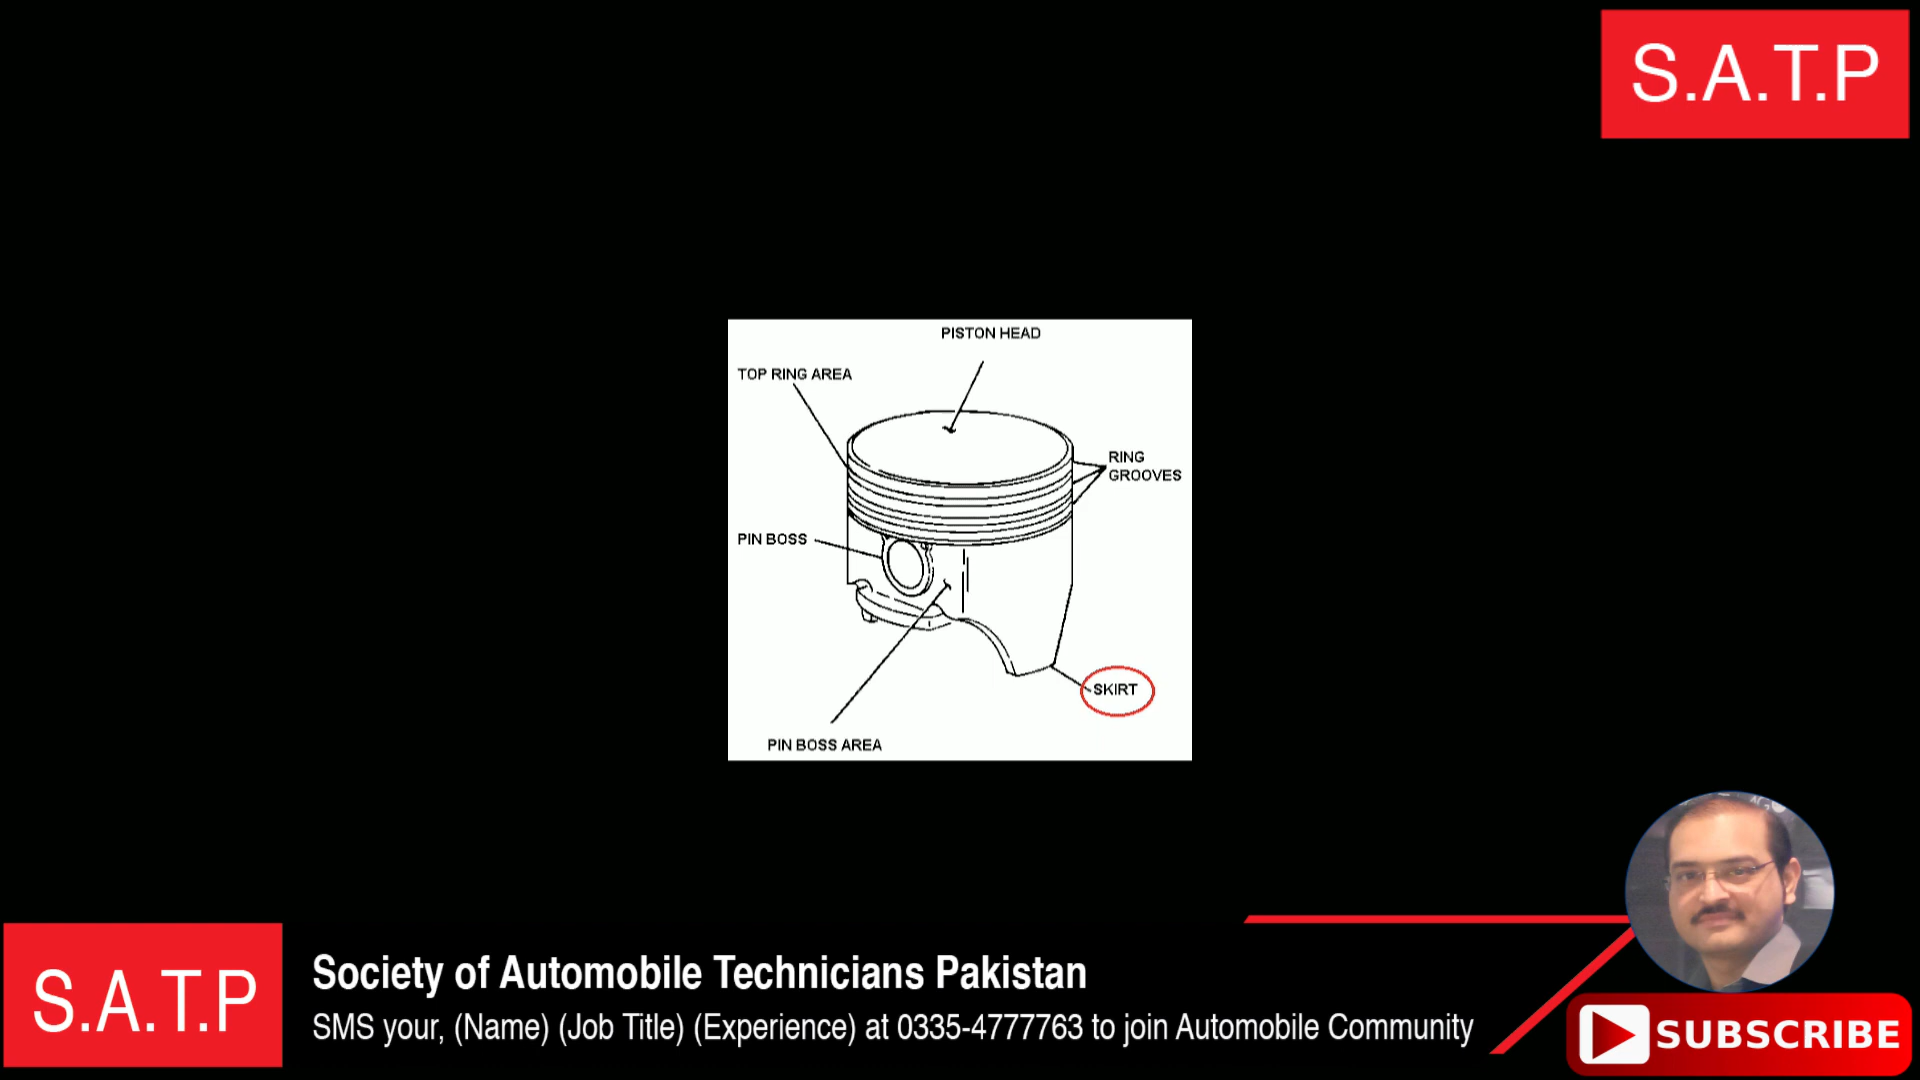 S.A.T.P
PISTON HEAD
TOP RING AREA
RING
GROOVES
PIN BOSS
SKIRT
PIN BOSS AREA
S.A.T.P
Society of Automobile Technicians Pakistan
SMS your, (Name) (Job Title) (Experience) at 0335-4777763 to join Automobile Community
SUBSCRIBE